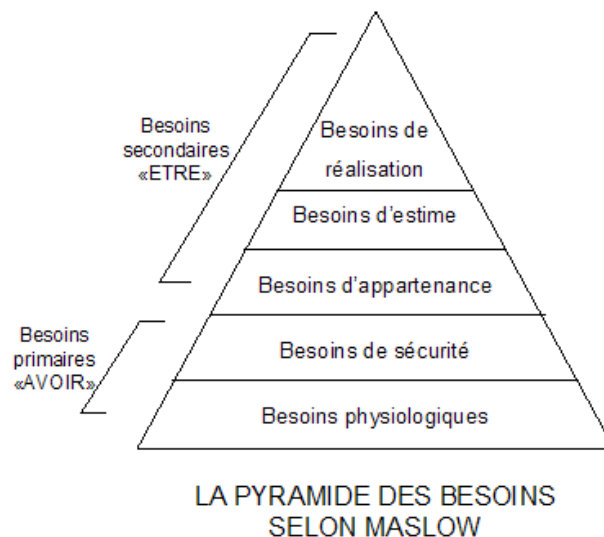 Besoins
secondaires
«ETRE»
Besoins de
réalisation
Besoins d'estime
Besoins d'appartenance
Besoins
primaires
«AVOIR»
Besoins de sécurité
Besoins physiologiques
LA PYRAMIDE DES BESOINS
SELON MASLOW